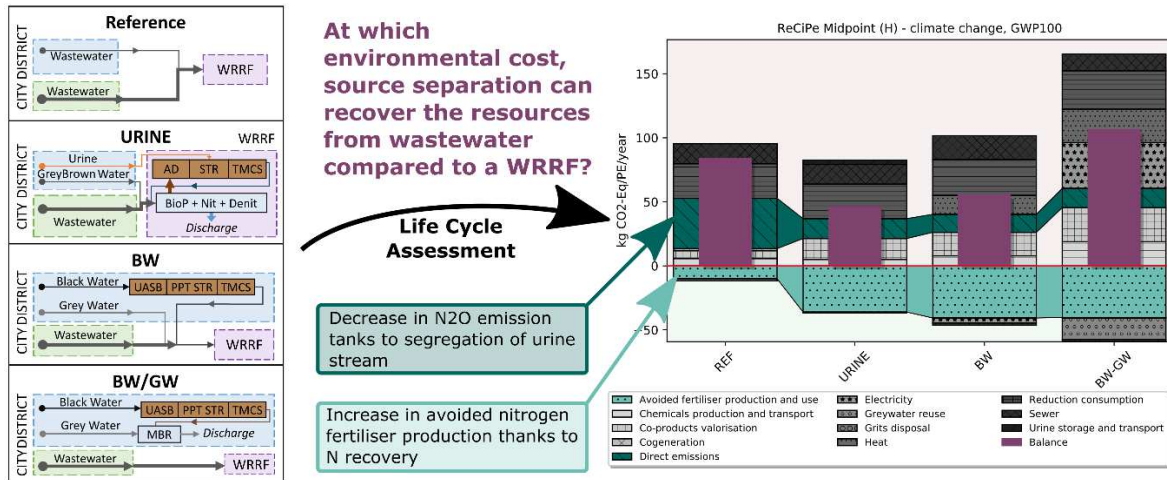 Reference
CITY DISTRICT
Wastewater
Wastewater
WRRF
URINE
WRRF
CITY DISTRICT
Urine
GreyBrown Water
Wastewater
AD STR TMCS
BioP + Nit + Denit
Discharge
BW
CITY DISTRICT
Black Water
UASB PPT STR TMCS
Grey Water
Wastewater
WRRF
BW/GW
CITY DISTRICT
Black Water
UASB PPT STR TMCS
Grey Water
MBR
Discharge
Wastewater
WRRF
At which
environmental cost,
source separation can
recover the resources
from wastewater
compared to a WRRF?
Life Cycle
Assessment
Decrease in N2O emission
tanks to segregation of urine
stream
Increase in avoided nitrogen
fertiliser production thanks to
N recovery
ReCiPe Midpoint (H) - climate change, GWP100
kg CO2-Eq/PE/year
150
100
50
0
−50
REF
URINE
BW
BW-GW
Avoided fertiliser production and use
Chemicals production and transport
Co-products valorisation
Cogeneration
Direct emissions
Electricity
Greywater reuse
Grits disposal
Heat
Reduction consumption
Sewer
Urine storage and transport
Balance